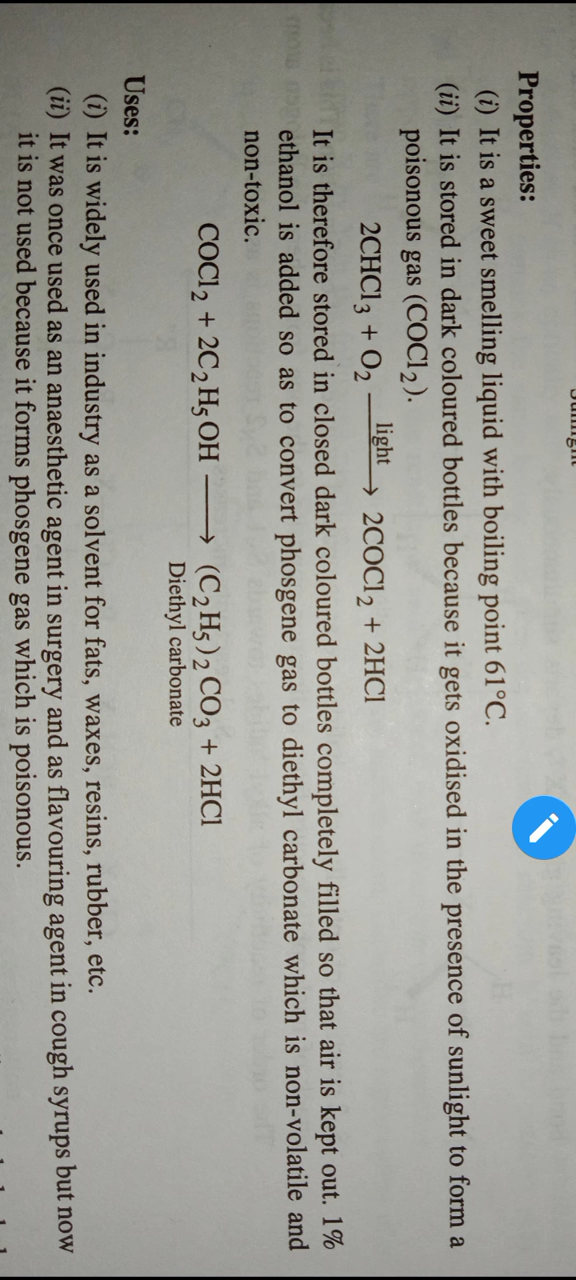 Properties:
(i) It is a sweet smelling liquid with boiling point 61°C.
(ii) It is stored in dark coloured bottles because it gets oxidised in the presence of sunlight to form a
poisonous gas (COCl₂).
2CHCl₃ + O₂ —light→ 2COCl₂ + 2HCl
It is therefore stored in closed dark coloured bottles completely filled so that air is kept out. 1%
ethanol is added so as to convert phosgene gas to diethyl carbonate which is non-volatile and
non-toxic.
COCl₂ + 2C₂H₅OH ⟶ (C₂H₅)₂CO₃ + 2HCl
Diethyl carbonate
Uses:
(i) It is widely used in industry as a solvent for fats, waxes, resins, rubber, etc.
(ii) It was once used as an anaesthetic agent in surgery and as flavouring agent in cough syrups but now
it is not used because it forms phosgene gas which is poisonous.